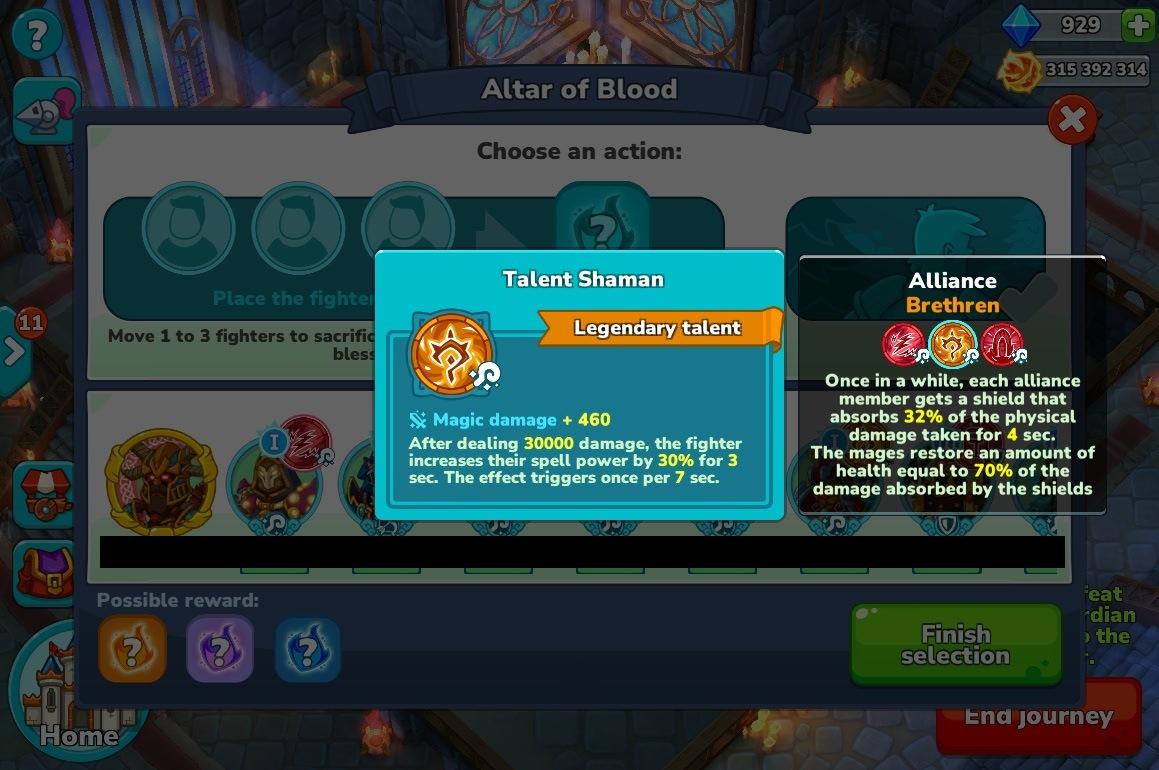 ?
929
+
315 392 314
Altar of Blood
Choose an action:
?
Place the fighter
Move 1 to 3 fighters to sacrific
bless
Talent Shaman
Legendary talent
Magic damage + 460
After dealing 30000 damage, the fighter
increases their spell power by 30% for 3
sec. The effect triggers once per 7 sec.
Alliance
Brethren
Once in a while, each alliance
member gets a shield that
absorbs 32% of the physical
damage taken for 4 sec.
The mages restore an amount of
health equal to 70% of the
damage absorbed by the shields
11
I
I
Possible reward:
? ? ?
Finish
selection
eat
rdian
o the
r.
End journey
Home